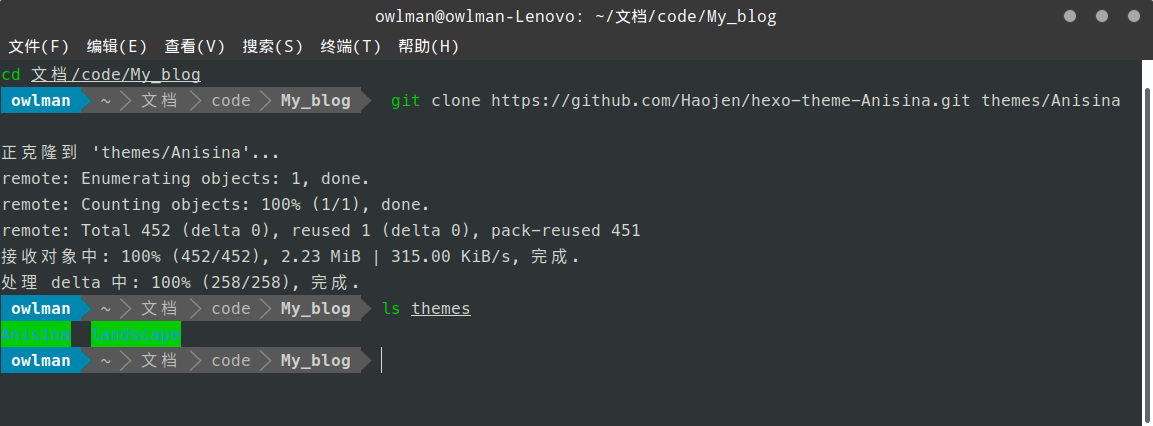 owlman@owlman-Lenovo: ~/文档/code/My_blog
文件(F) 编辑(E) 查看(V) 搜索(S) 终端(T) 帮助(H)
cd 文档/code/My_blog
owlman ~ 文档 code My_blog git clone https://github.com/Haojen/hexo-theme-Anisina.git themes/Anisina
正克隆到 'themes/Anisina'...
remote: Enumerating objects: 1, done.
remote: Counting objects: 100% (1/1), done.
remote: Total 452 (delta 0), reused 1 (delta 0), pack-reused 451
接收对象中: 100% (452/452), 2.23 MiB | 315.00 KiB/s, 完成.
处理 delta 中: 100% (258/258), 完成.
owlman ~ 文档 code My_blog ls themes
Anisina landscape
owlman ~ 文档 code My_blog